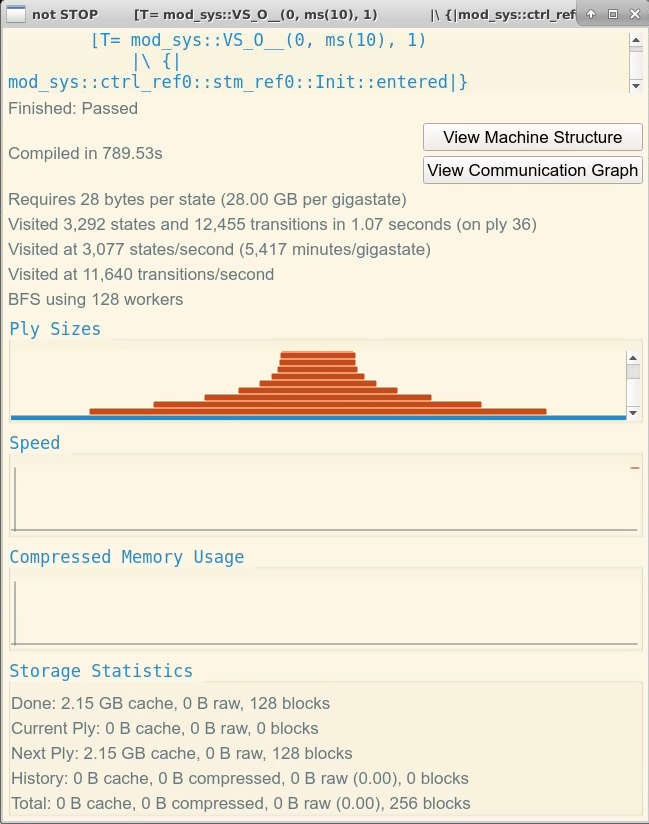 not STOP [T= mod_sys::VS_O__(0, ms(10), 1) |\ {|mod_sys::ctrl_ref
[T= mod_sys::VS_O__(0, ms(10), 1)
|\ {|
mod_sys::ctrl_ref0::stm_ref0::Init::entered|}
Finished: Passed
View Machine Structure
Compiled in 789.53s
View Communication Graph
Requires 28 bytes per state (28.00 GB per gigastate)
Visited 3,292 states and 12,455 transitions in 1.07 seconds (on ply 36)
Visited at 3,077 states/second (5,417 minutes/gigastate)
Visited at 11,640 transitions/second
BFS using 128 workers
Ply Sizes
Speed
Compressed Memory Usage
Storage Statistics
Done: 2.15 GB cache, 0 B raw, 128 blocks
Current Ply: 0 B cache, 0 B raw, 0 blocks
Next Ply: 2.15 GB cache, 0 B raw, 128 blocks
History: 0 B cache, 0 B compressed, 0 B raw (0.00), 0 blocks
Total: 0 B cache, 0 B compressed, 0 B raw (0.00), 256 blocks